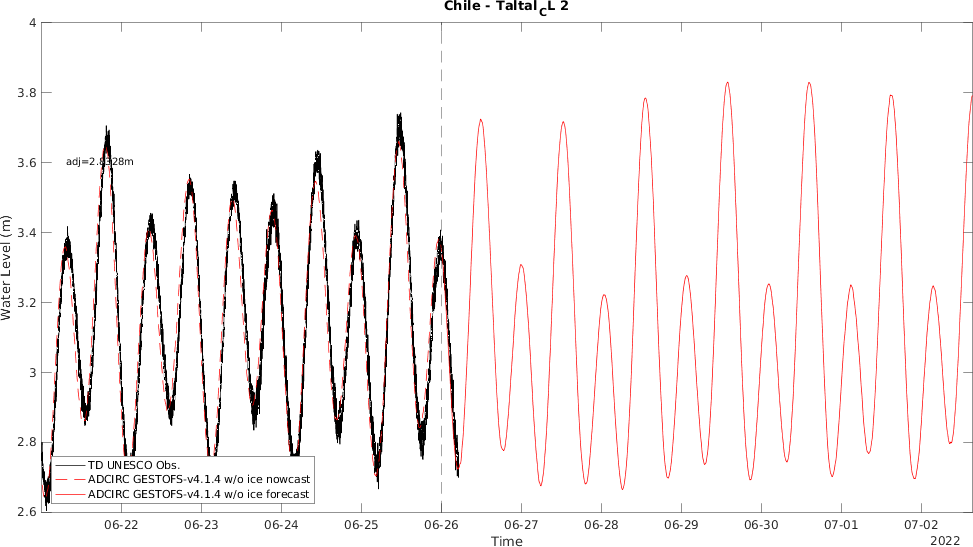 Chile - Taltal_CL 2
4
3.8
3.6
3.4
3.2
3
2.8
2.6
Water Level (m)
adj=2.8328m
TD UNESCO Obs.
ADCIRC GESTOFS-v4.1.4 w/o ice nowcast
ADCIRC GESTOFS-v4.1.4 w/o ice forecast
06-22 06-23 06-24 06-25 06-26 06-27 06-28 06-29 06-30 07-01 07-02
Time
2022